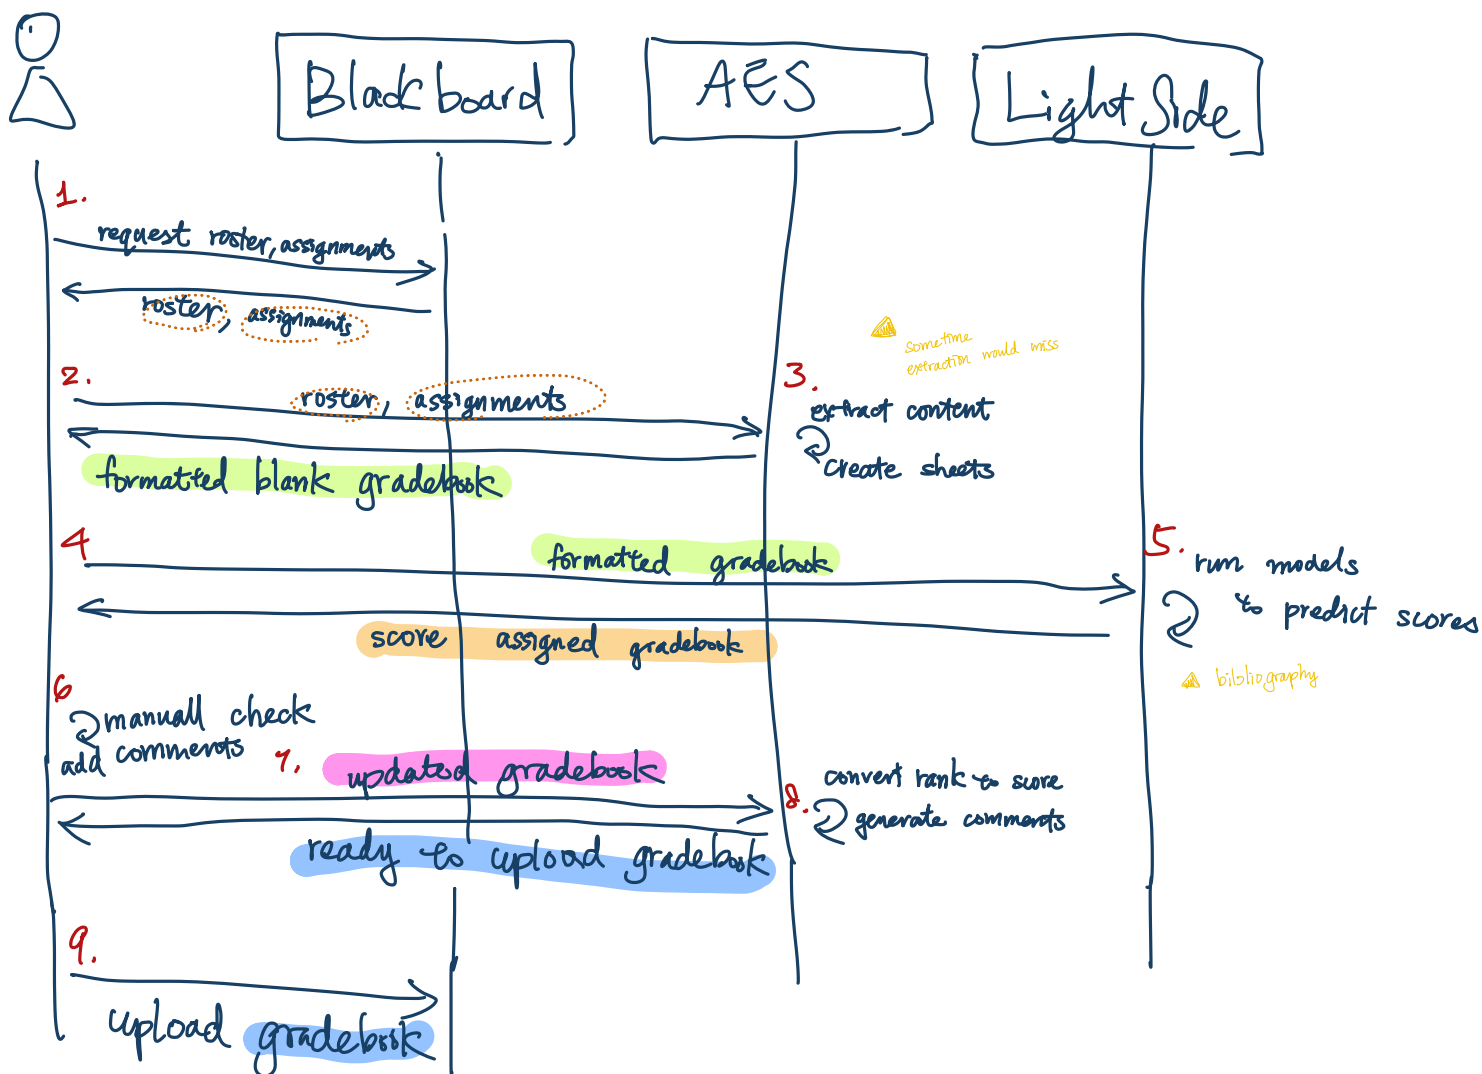 Blackboard
AES
LightSide
1.
request roster, assignments
roster, assignments
sometime
extraction would miss
2.
roster, assignments
3.
extract content
create sheets
formatted blank gradebook
4
formatted gradebook
5.
run models
to predict scores
score assigned gradebook
bibliography
6
manuall check
add comments
7.
updated gradebook
8.
convert rank to score
generate comments
ready to upload gradebook
9.
upload gradebook